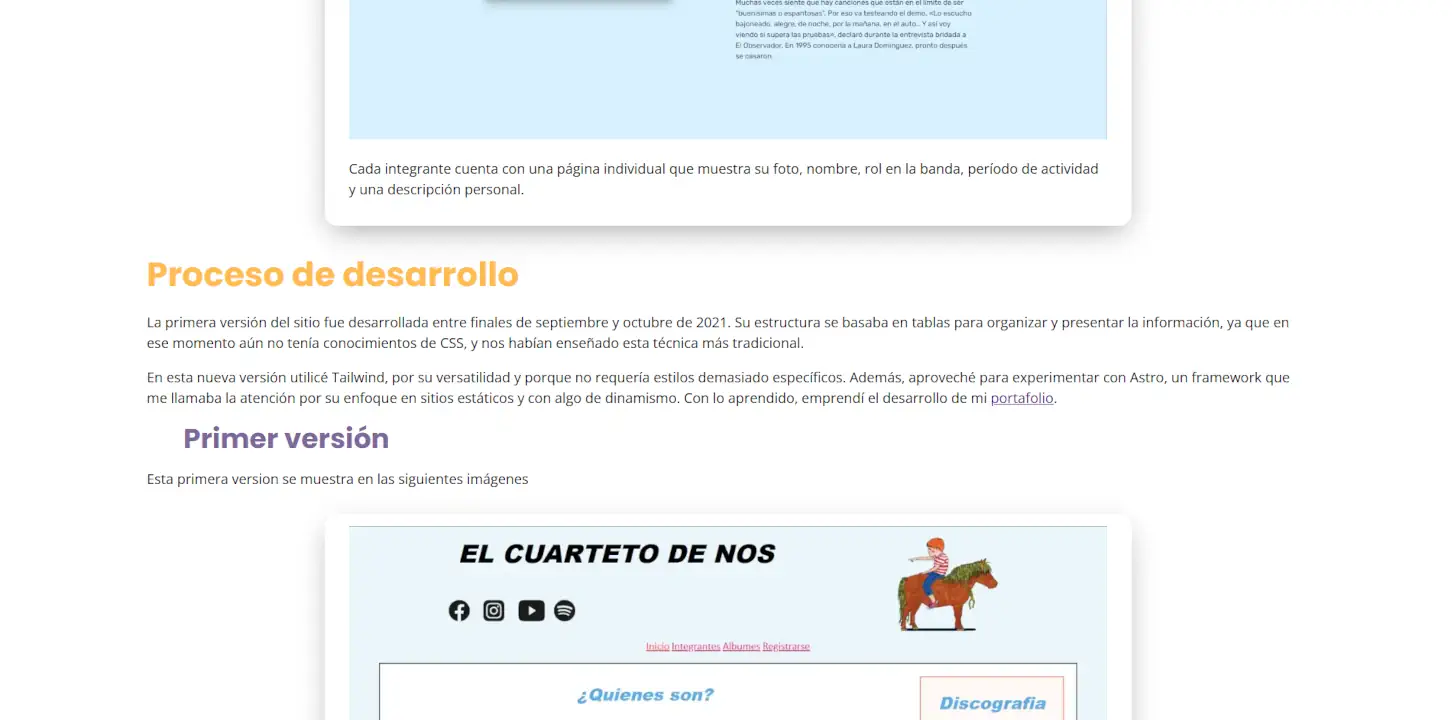 Muchas veces siente que hay canciones que están en el límite de ser
"buenísimas o espantosas". Por eso va testeando el demo. «Lo escucho
bajoneado, alegre, de noche, por la mañana, en el auto... Y así voy
viendo si supera las pruebas», declaró durante la entrevista bridada a
El Observador. En 1995 conocería a Laura Dominguez, pronto después
se casaron.
Cada integrante cuenta con una página individual que muestra su foto, nombre, rol en la banda, período de actividad
y una descripción personal.
Proceso de desarrollo
La primera versión del sitio fue desarrollada entre finales de septiembre y octubre de 2021. Su estructura se basaba en tablas para organizar y presentar la información, ya que en
ese momento aún no tenía conocimientos de CSS, y nos habían enseñado esta técnica más tradicional.
En esta nueva versión utilicé Tailwind, por su versatilidad y porque no requería estilos demasiado específicos. Además, aproveché para experimentar con Astro, un framework que
me llamaba la atención por su enfoque en sitios estáticos y con algo de dinamismo. Con lo aprendido, emprendí el desarrollo de mi portafolio.
Primer versión
Esta primera version se muestra en las siguientes imágenes
EL CUARTETO DE NOS
Inicio Integrantes Albumes Registrarse
¿Quienes son?
Discografia